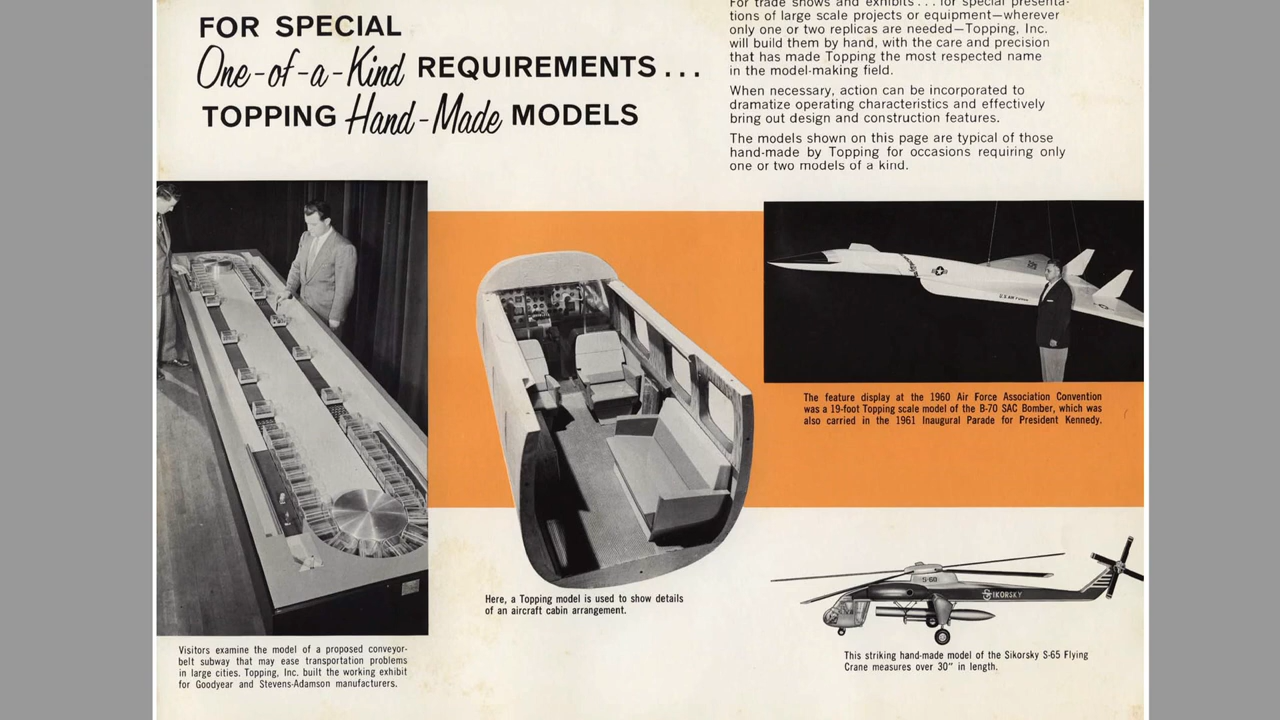 FOR SPECIAL
One-of-a-Kind REQUIREMENTS...
TOPPING Hand-Made MODELS
For trade shows and exhibits... for special presenta-
tions of large scale projects or equipment—wherever
only one or two replicas are needed—Topping, Inc.
will build them by hand, with the care and precision
that has made Topping the most respected name
in the model-making field.
When necessary, action can be incorporated to
dramatize operating characteristics and effectively
bring out design and construction features.
The models shown on this page are typical of those
hand-made by Topping for occasions requiring only
one or two models of a kind.
U.S. AIR FORCE
The feature display at the 1960 Air Force Association Convention
was a 19-foot Topping scale model of the B-70 SAC Bomber, which was
also carried in the 1961 Inaugural Parade for President Kennedy.
Here, a Topping model is used to show details
of an aircraft cabin arrangement.
S-60
SIKORSKY
This striking hand-made model of the Sikorsky S-65 Flying
Crane measures over 30" in length.
Visitors examine the model of a proposed conveyor-
belt subway that may ease transportation problems
in large cities. Topping, Inc. built the working exhibit
for Goodyear and Stevens-Adamson manufacturers.